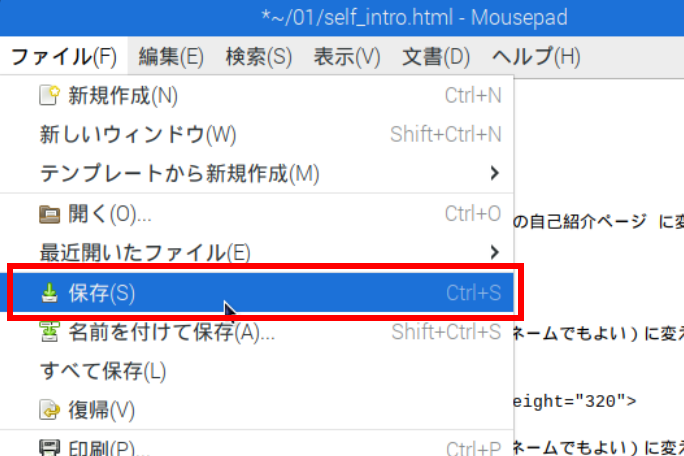 *~/01/self_intro.html - Mousepad
ファイル(F) 編集(E) 検索(S) 表示(V) 文書(D) ヘルプ(H)
新規作成(N) Ctrl+N
新しいウィンドウ(W) Shift+Ctrl+N
テンプレートから新規作成(M)
開く(O)... Ctrl+O
の自己紹介ページ に変
最近開いたファイル(E)
保存(S) Ctrl+S
名前を付けて保存(A)... Shift+Ctrl+S
ネームでもよい)に変え
すべて保存(L)
eight="320">
復帰(V)
印刷(P)... Ctrl+P
ネームでもよい)に変え